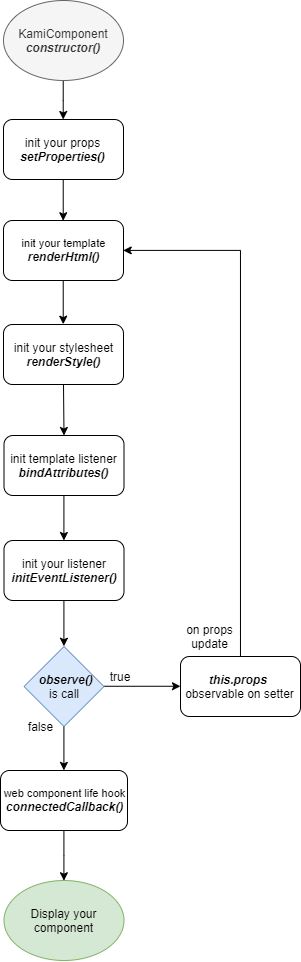 KamiComponent
constructor()
init your props
setProperties()
init your template
renderHtml()
init your stylesheet
renderStyle()
init template listener
bindAttributes()
init your listener
initEventListener()
on props
update
observe()
is call
true
this.props
observable on setter
false
web component life hook
connectedCallback()
Display your
component